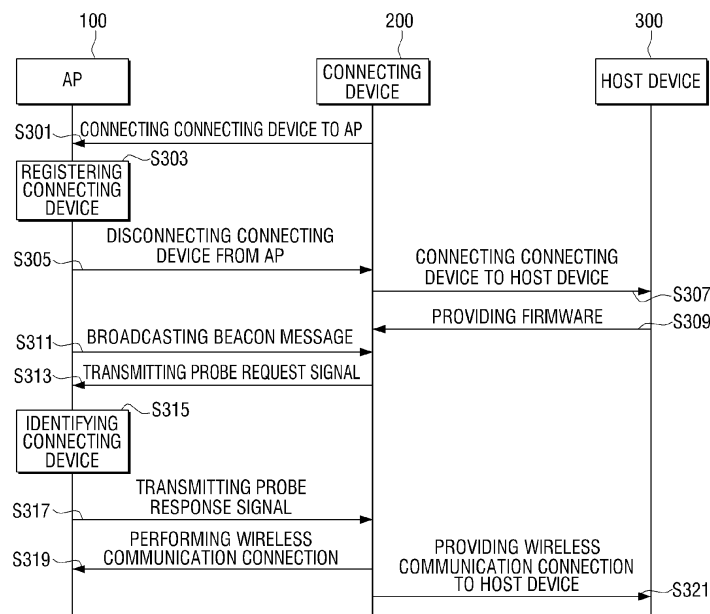 100
200
300
AP
CONNECTING
DEVICE
HOST DEVICE
S301
CONNECTING CONNECTING DEVICE TO AP
S303
REGISTERING
CONNECTING
DEVICE
S305
DISCONNECTING CONNECTING
DEVICE FROM AP
CONNECTING CONNECTING
DEVICE TO HOST DEVICE
S307
PROVIDING FIRMWARE
S309
S311
BROADCASTING BEACON MESSAGE
S313
TRANSMITTING PROBE REQUEST SIGNAL
S315
IDENTIFYING
CONNECTING
DEVICE
S317
TRANSMITTING PROBE
RESPONSE SIGNAL
S319
PERFORMING WIRELESS
COMMUNICATION CONNECTION
PROVIDING WIRELESS
COMMUNICATION CONNECTION
TO HOST DEVICE
S321